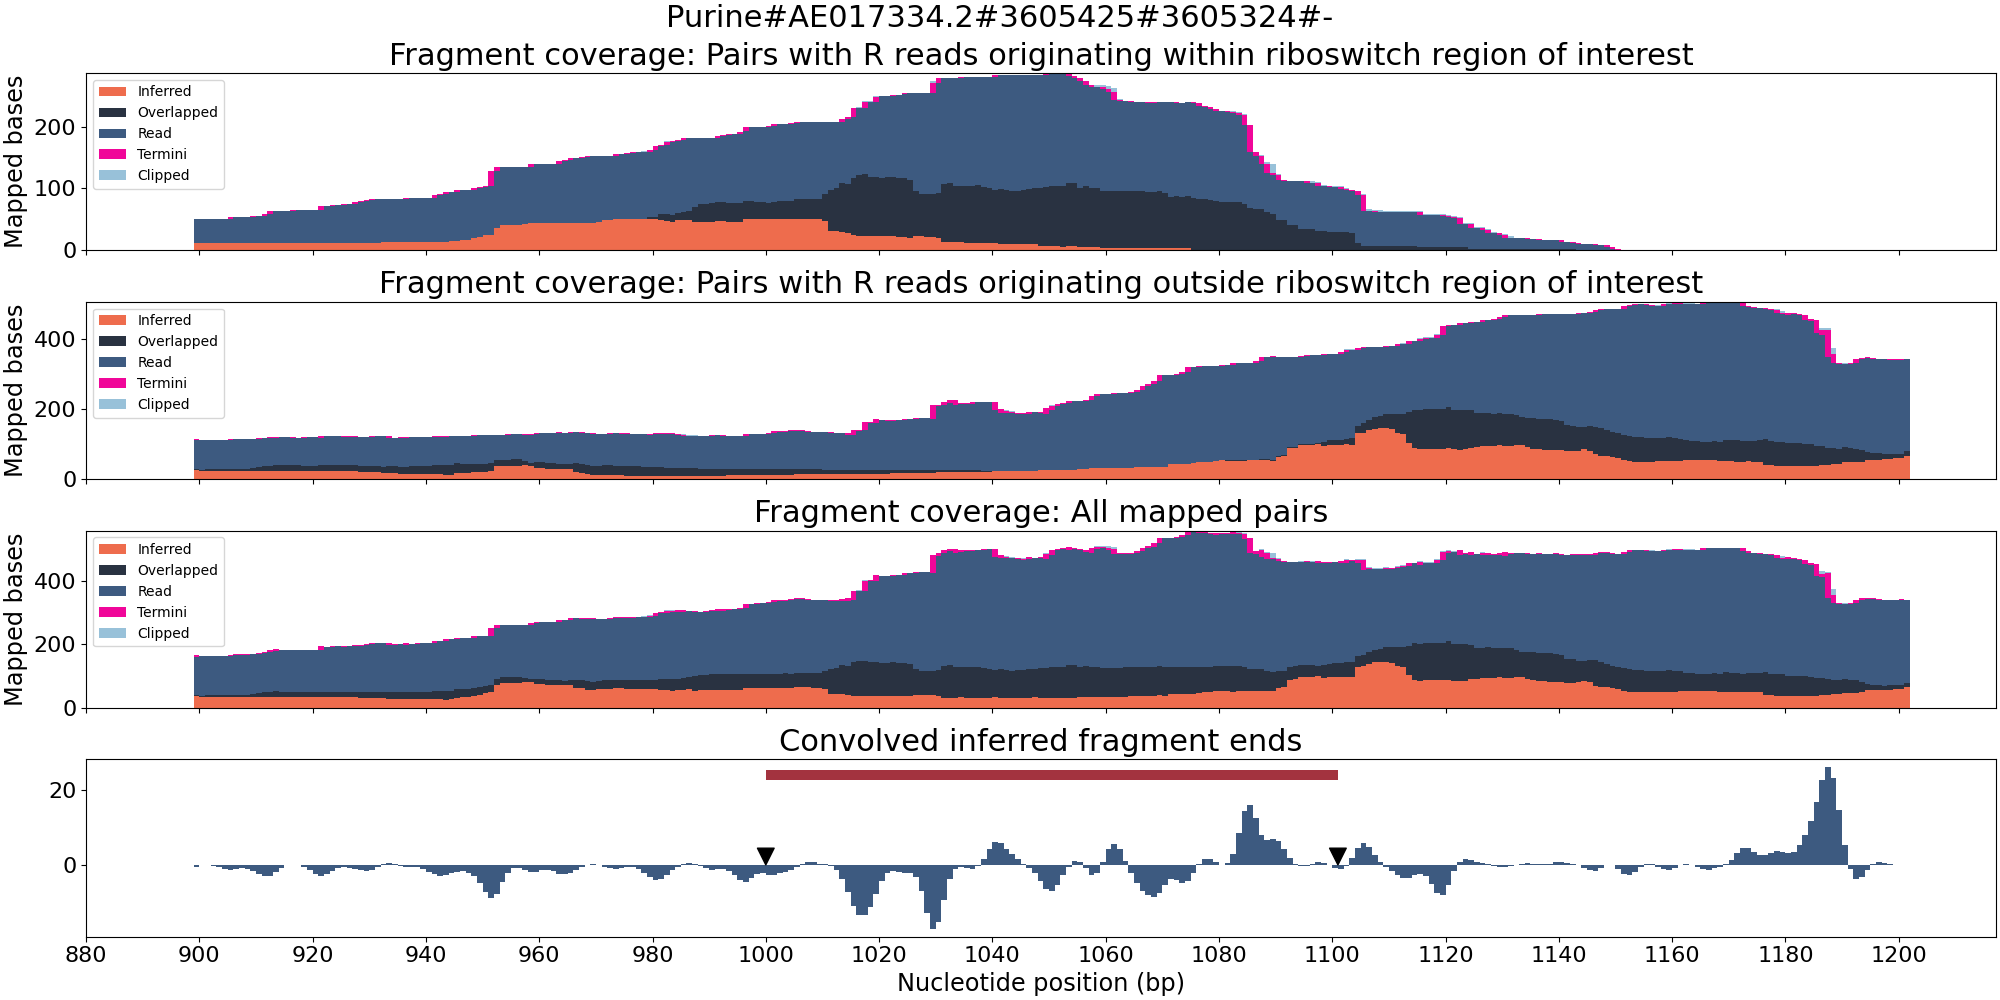 Purine#AE017334.2#3605425#3605324#-
Fragment coverage: Pairs with R reads originating within riboswitch region of interest
Mapped bases
200
100
0
Inferred
Overlapped
Read
Termini
Clipped
Fragment coverage: Pairs with R reads originating outside riboswitch region of interest
Mapped bases
400
200
0
Inferred
Overlapped
Read
Termini
Clipped
Fragment coverage: All mapped pairs
Mapped bases
400
200
0
Inferred
Overlapped
Read
Termini
Clipped
Convolved inferred fragment ends
20
0
880 900 920 940 960 980 1000 1020 1040 1060 1080 1100 1120 1140 1160 1180 1200
Nucleotide position (bp)